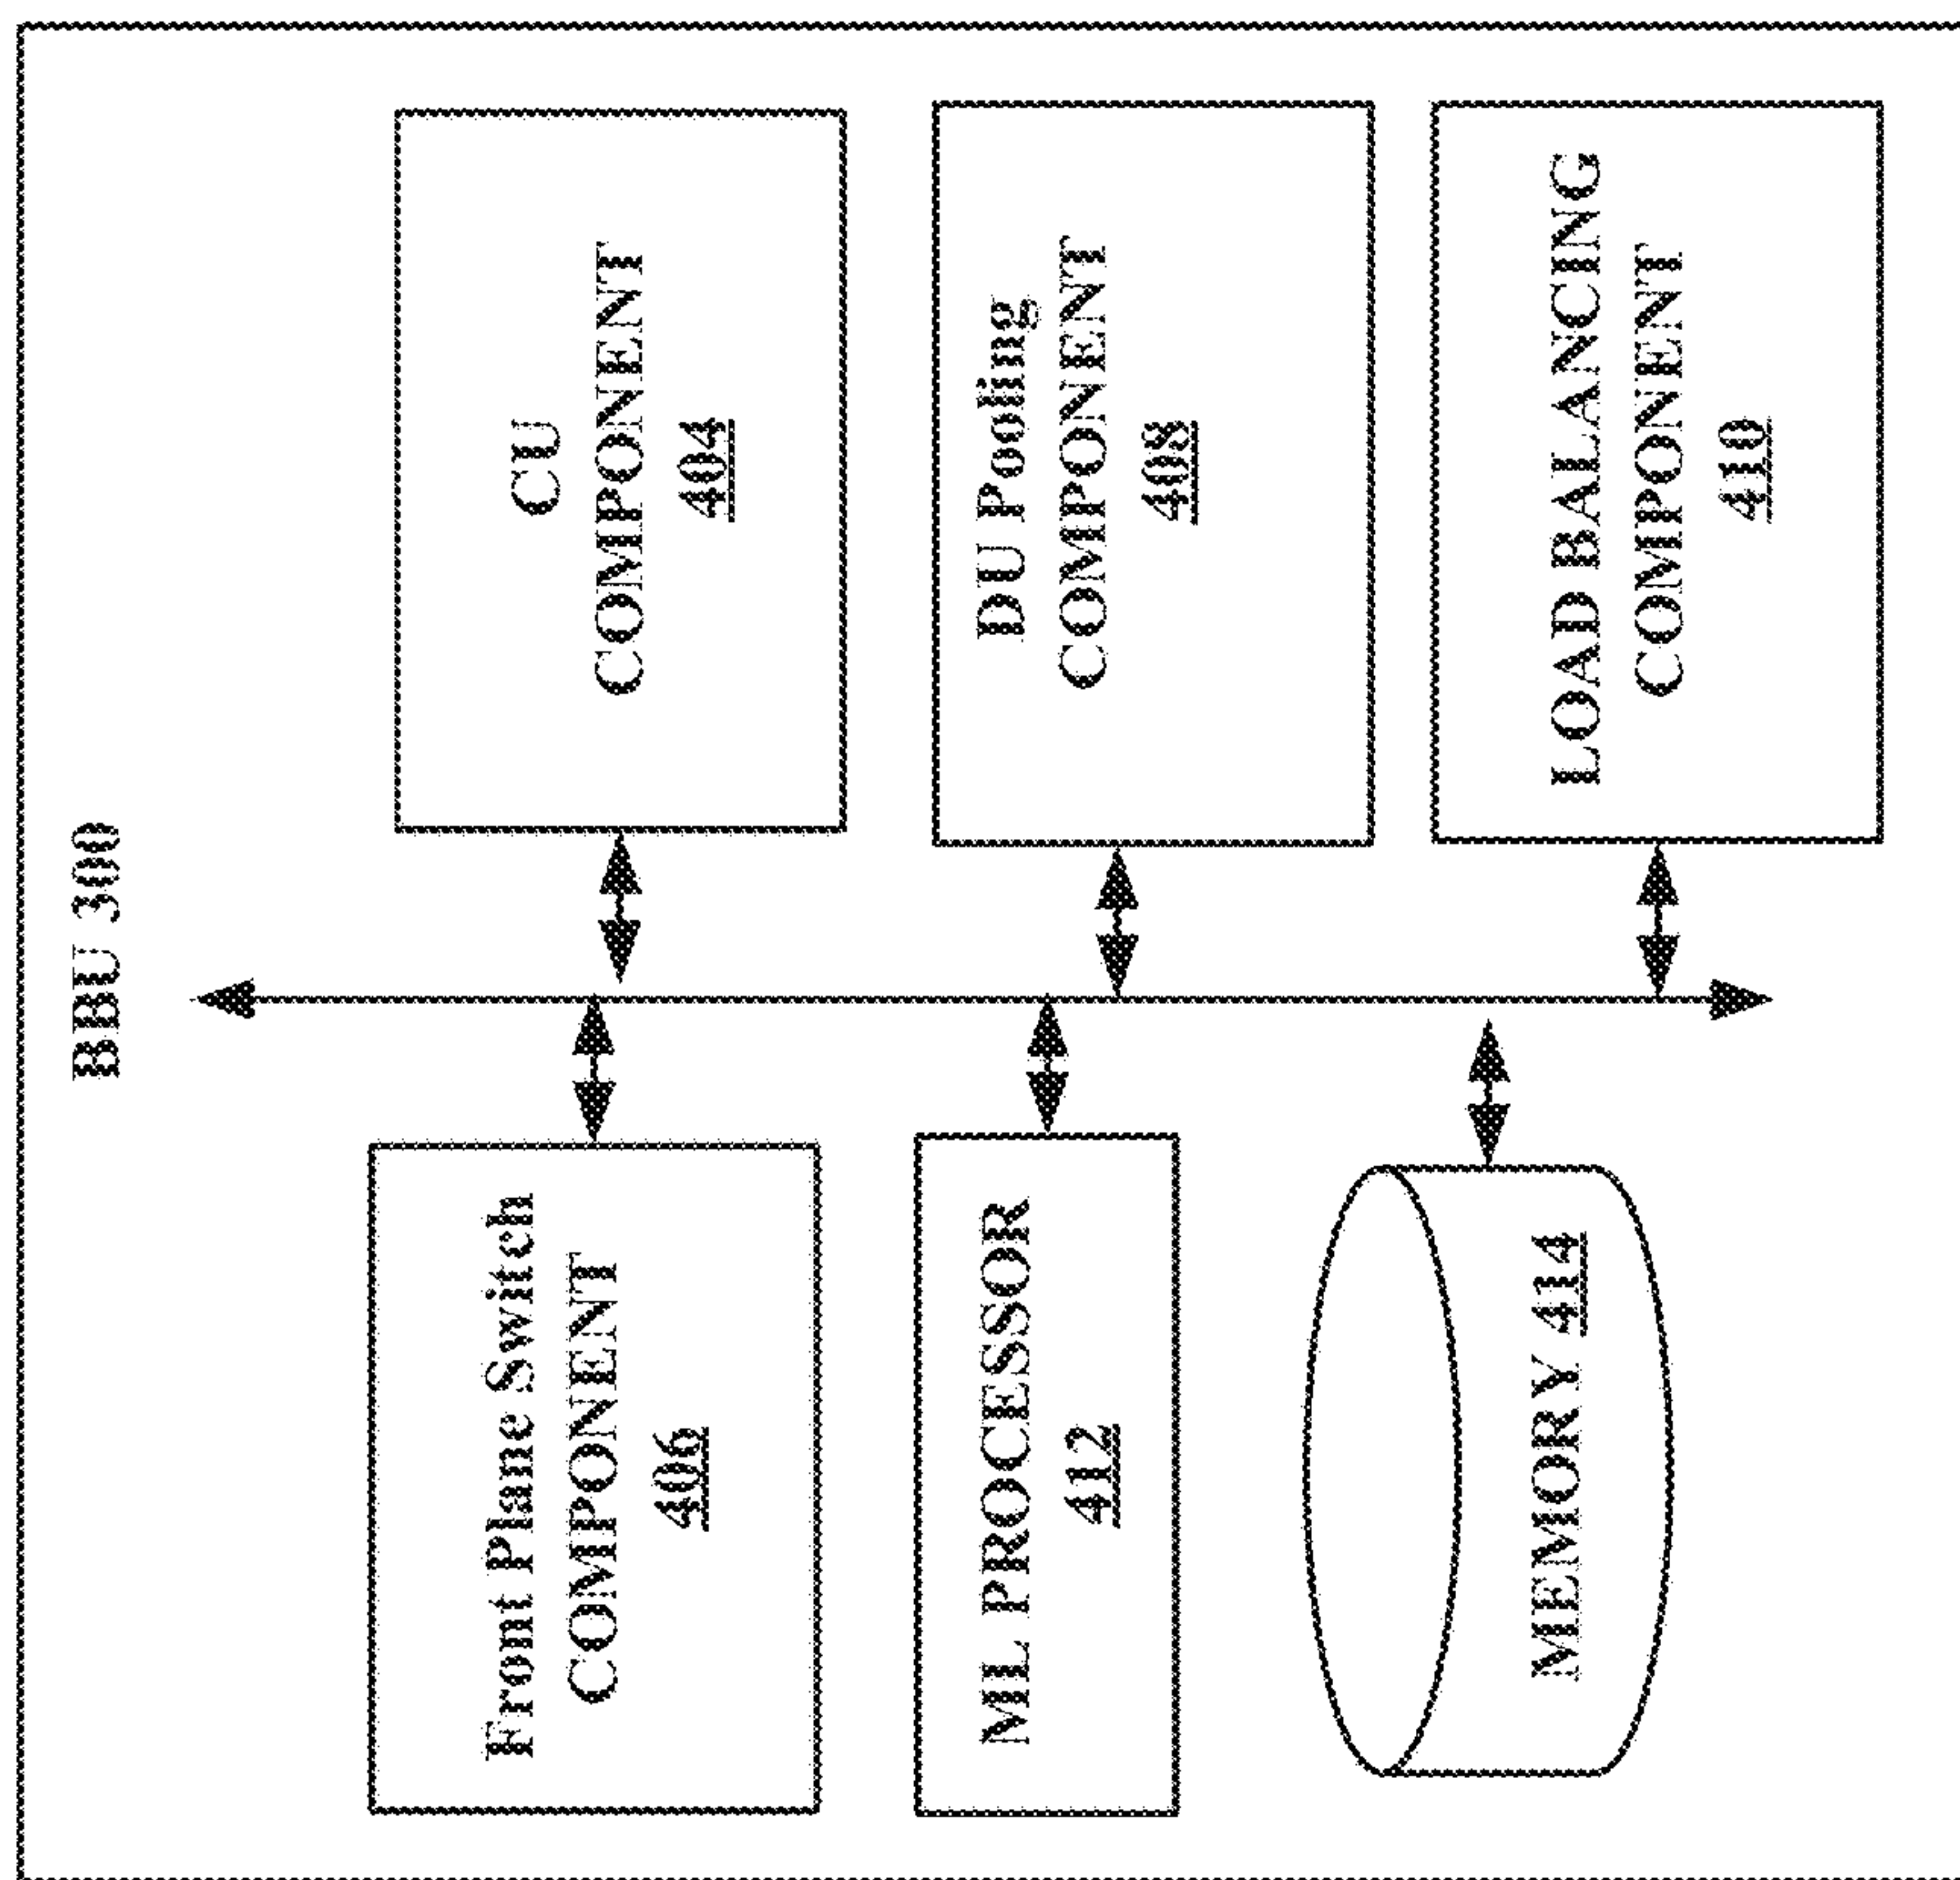 BBU 300
Front Plane Switch
COMPONENT
406
CU
COMPONENT
404
ML PROCESSOR
412
DU Pooling
COMPONENT
408
MEMORY 414
LOAD BALANCING
COMPONENT
410